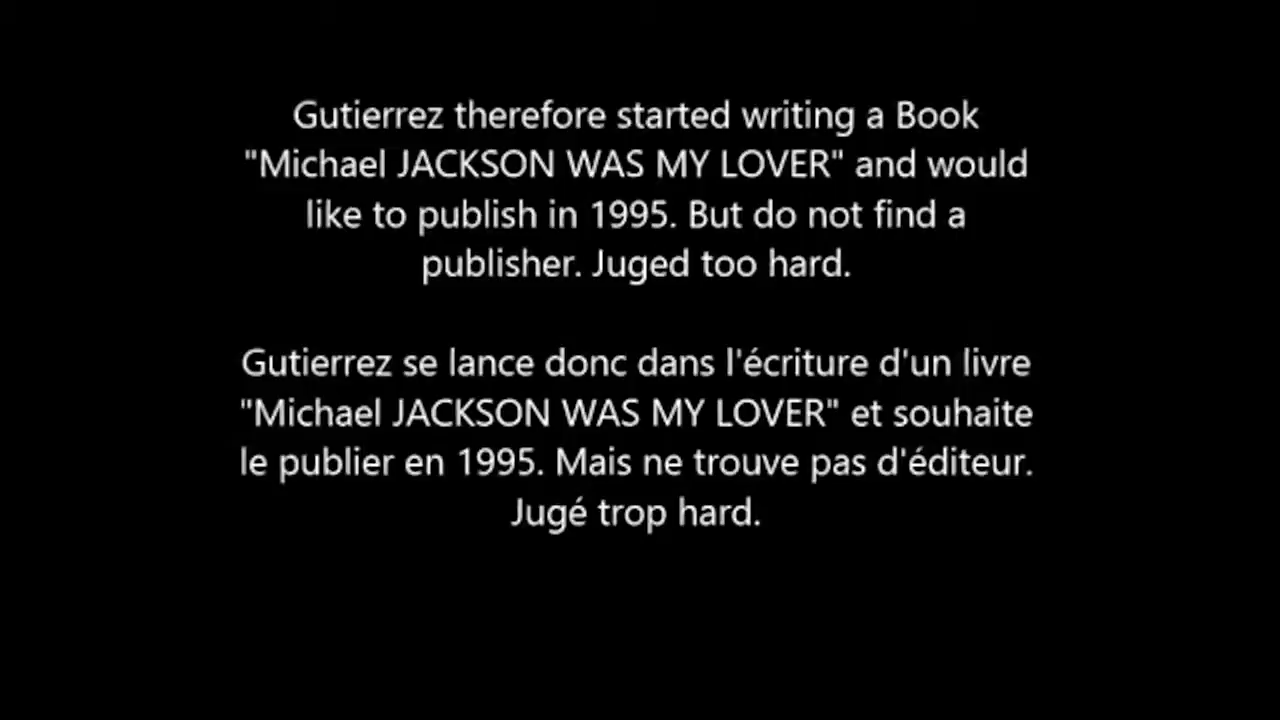 Gutierrez therefore started writing a Book
"Michael JACKSON WAS MY LOVER" and would
like to publish in 1995. But do not find a
publisher. Juged too hard.
Gutierrez se lance donc dans l'écriture d'un livre
"Michael JACKSON WAS MY LOVER" et souhaite
le publier en 1995. Mais ne trouve pas d'éditeur.
Jugé trop hard.